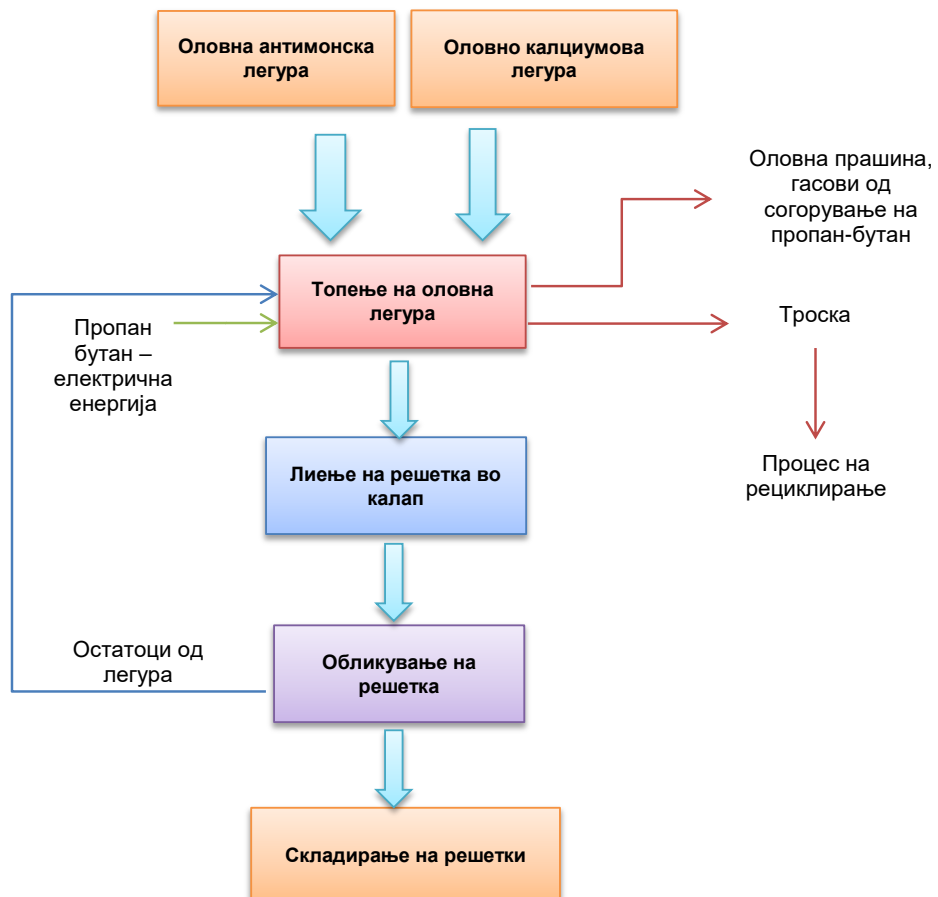 Оловна антимонска
легура
Оловно калциумова
легура
Оловна прашина,
гасови од
согорување на
пропан-бутан
Топење на оловна
легура
Троска
Пропан
бутан –
електрична
енергија
Лиење на решетка во
калап
Процес на
рециклирање
Остатоци од
легура
Обликување на
решетка
Складирање на решетки